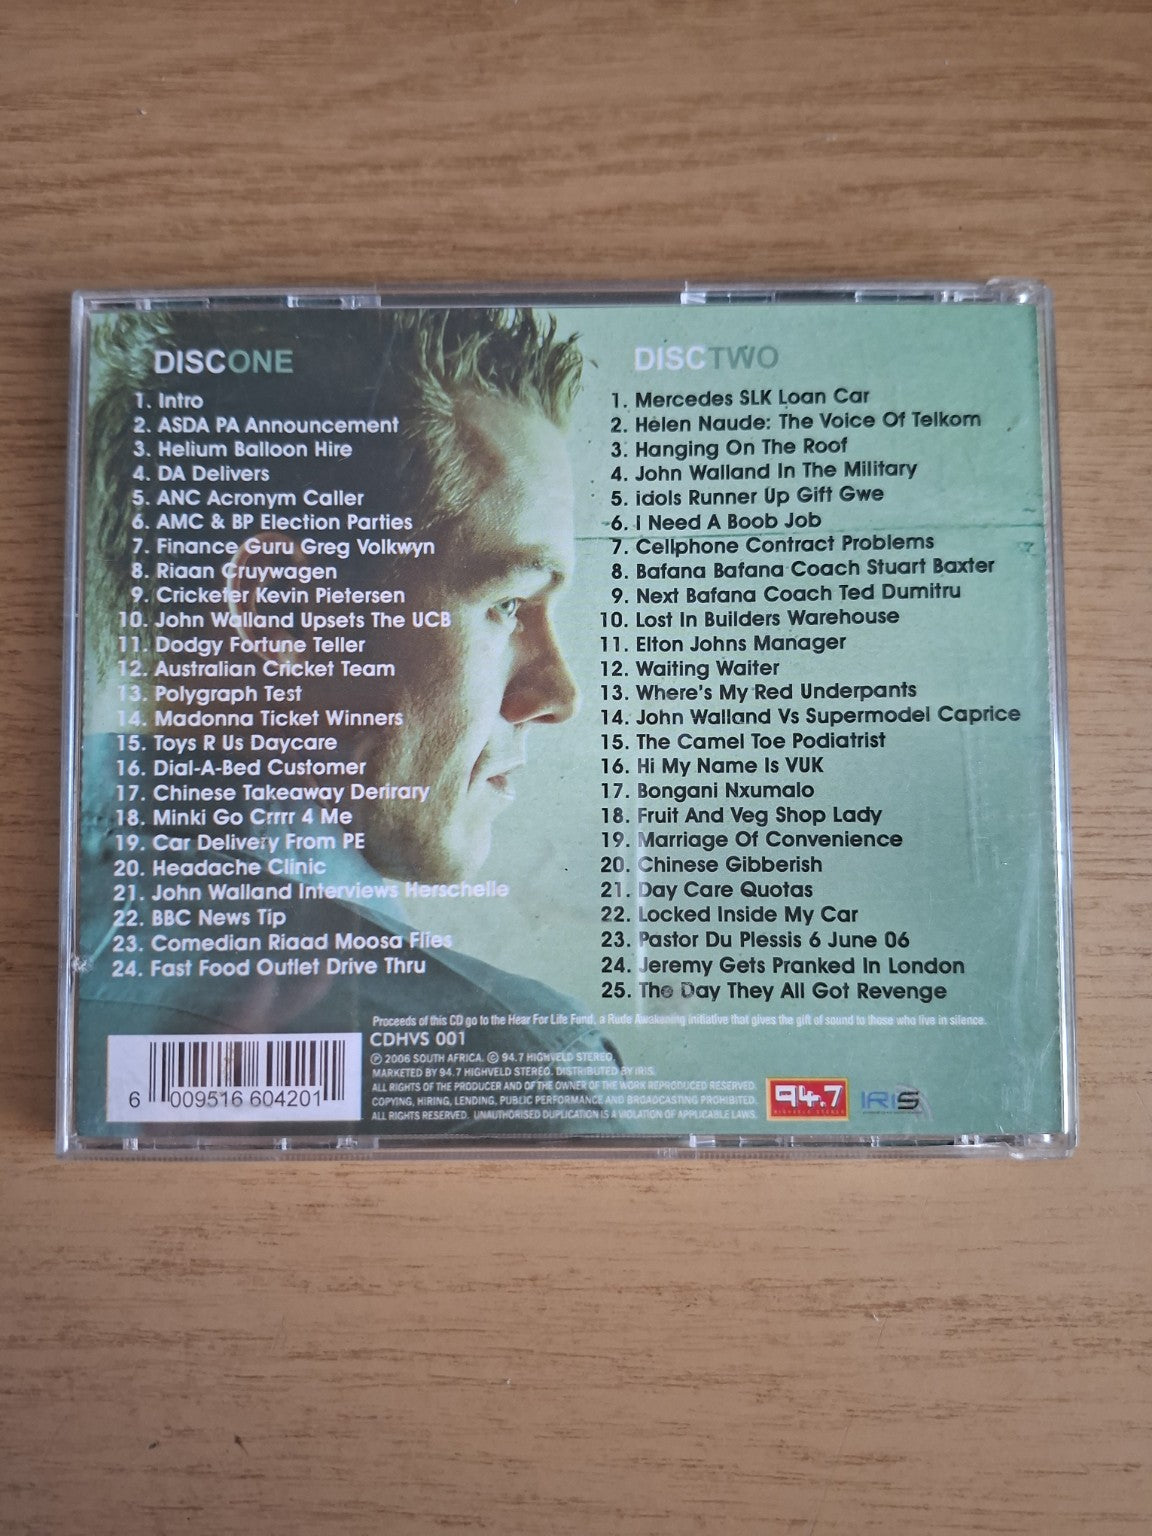 DISCONE
1. Intro
2. ASDA PA Announcement
3. Helium Balloon Hire
4. DA Delivers
5. ANC Acronym Caller
6. AMC & BP Election Parties
7. Finance Guru Greg Volkwyn
8. Riaan Cruywagen
9. Cricketer Kevin Pietersen
10. John Walland Upsets The UCB
11. Dodgy Fortune Teller
12. Australian Cricket Team
13. Polygraph Test
14. Madonna Ticket Winners
15. Toys R Us Daycare
16. Dial-A-Bed Customer
17. Chinese Takeaway Derirary
18. Minki Go Crrrr 4 Me
19. Car Delivery From PE
20. Headache Clinic
21. John Walland Interviews Herschelle
22. BBC News Tip
23. Comedian Riaad Moosa Flies
24. Fast Food Outlet Drive Thru
DISCTWO
1. Mercedes SLK Loan Car
2. Helen Naude: The Voice Of Telkom
3. Hanging On The Roof
4. John Walland In The Military
5. idols Runner Up Gift Gwe
6. I Need A Boob Job
7. Cellphone Contract Problems
8. Bafana Bafana Coach Stuart Baxter
9. Next Bafana Coach Ted Dumitru
10. Lost In Builders Warehouse
11. Elton Johns Manager
12. Waiting Waiter
13. Where's My Red Underpants
14. John Walland Vs Supermodel Caprice
15. The Camel Toe Podiatrist
16. Hi My Name Is VUK
17. Bongani Nxumalo
18. Fruit And Veg Shop Lady
19. Marriage Of Convenience
20. Chinese Gibberish
21. Day Care Quotas
22. Locked Inside My Car
23. Pastor Du Plessis 6 June 06
24. Jeremy Gets Pranked In London
25. The Day They All Got Revenge
Proceeds of this CD go to the Hear For Life Fund, a Rude Awakening initiative that gives the gift of sound to those who live in silence.
CDHVS 001
℗ 2006 SOUTH AFRICA. © 94.7 HIGHVELD STEREO.
MARKETED BY 94.7 HIGHVELD STEREO. DISTRIBUTED BY IRIS.
ALL RIGHTS OF THE PRODUCER AND OF THE OWNER OF THE WORK REPRODUCED RESERVED.
COPYING, HIRING, LENDING, PUBLIC PERFORMANCE AND BROADCASTING PROHIBITED.
ALL RIGHTS RESERVED. UNAUTHORISED DUPLICATION IS A VIOLATION OF APPLICABLE LAWS.
6 009516 604201
94.7
HIGHVELD STEREO
IRIS